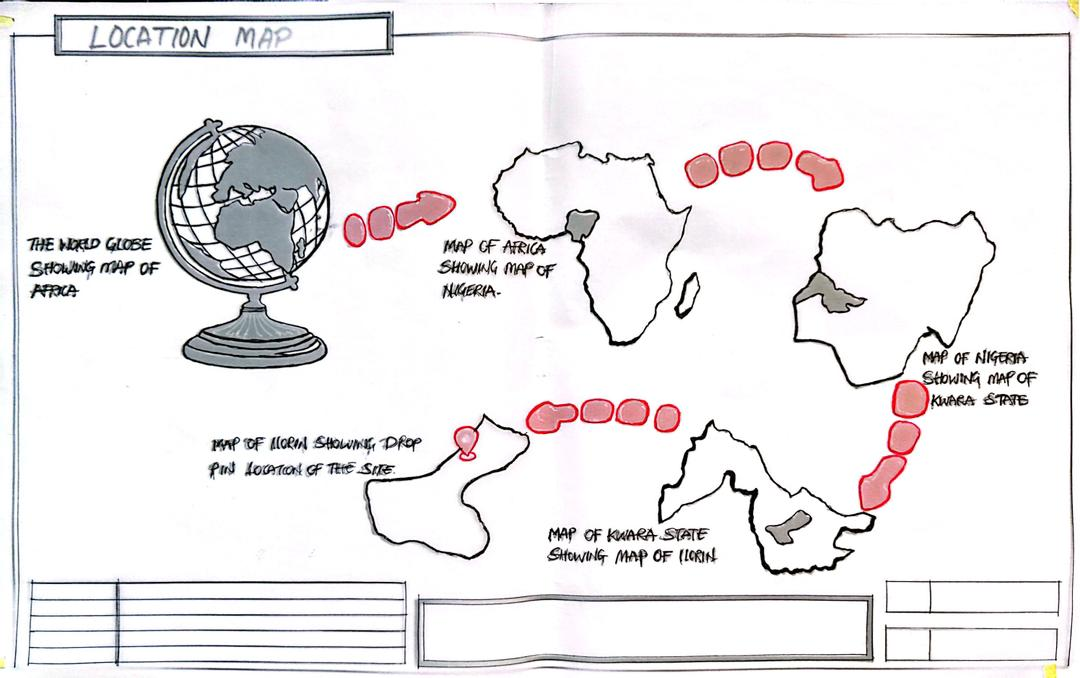 LOCATION MAP
THE WORLD GLOBE
SHOWING MAP OF
AFRICA
MAP OF AFRICA
SHOWING MAP OF
NIGERIA.
MAP OF NIGERIA
SHOWING MAP OF
KWARA STATE
MAP OF ILORIN SHOWING DROP
PIN LOCATION OF THE SITE.
MAP OF KWARA STATE
SHOWING MAP OF ILORIN